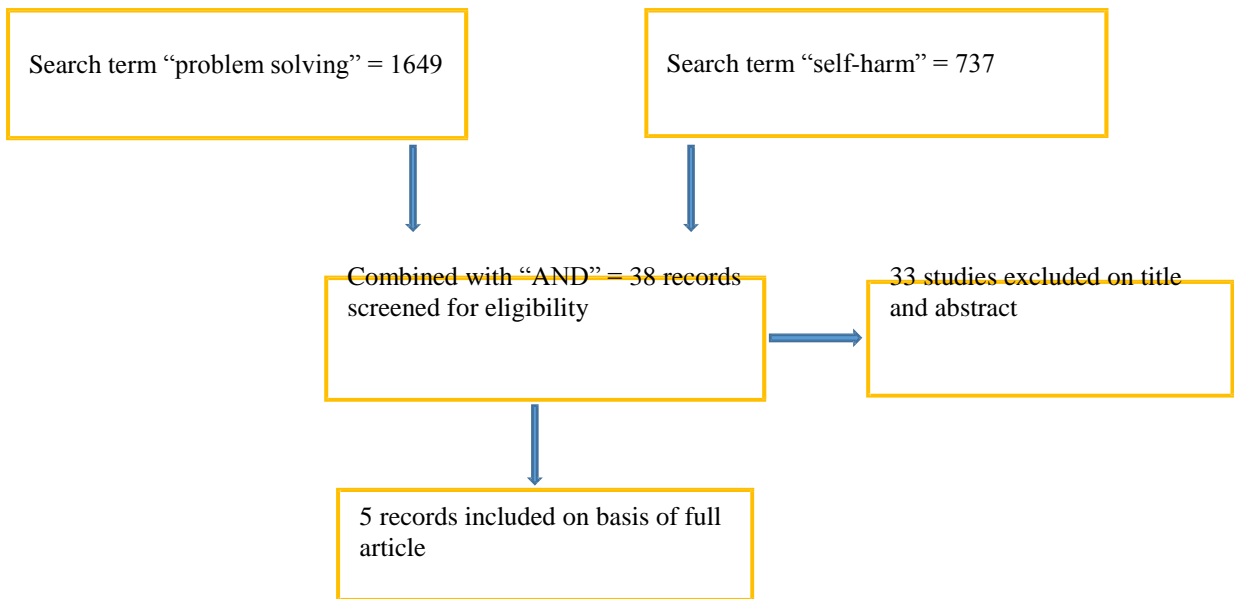 Search term “problem solving” = 1649
Search term “self-harm” = 737
Combined with “AND” = 38 records
screened for eligibility
33 studies excluded on title
and abstract
5 records included on basis of full
article